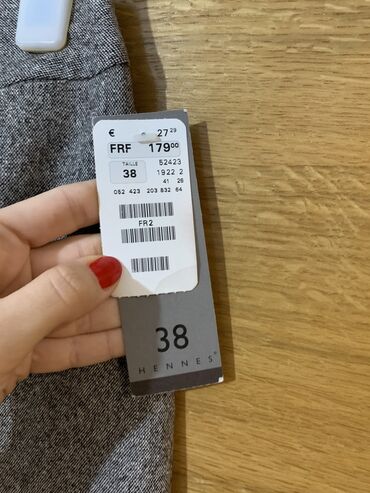 € 27 29
FRF 179 00
TAILLE 52423
38 1922 2
41 26
052 423 203 832 64
FR2
38
HENNES®